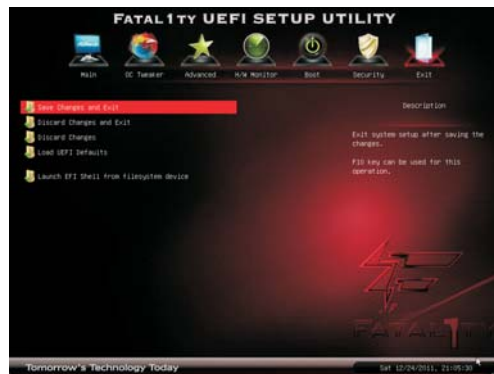 FATAL1TY UEFI SETUP UTILITY
Main
OC Tweaker
Advanced
H/W Monitor
Boot
Security
Exit
Save Changes and Exit
Discard Changes and Exit
Discard Changes
Load UEFI Defaults
Launch EFI Shell from filesystem device
Description
Exit system setup after saving the
changes.
F10 key can be used for this
operation.
FATAL1TY
Tomorrow's Technology Today
Sat 12/24/2011, 21:05:30